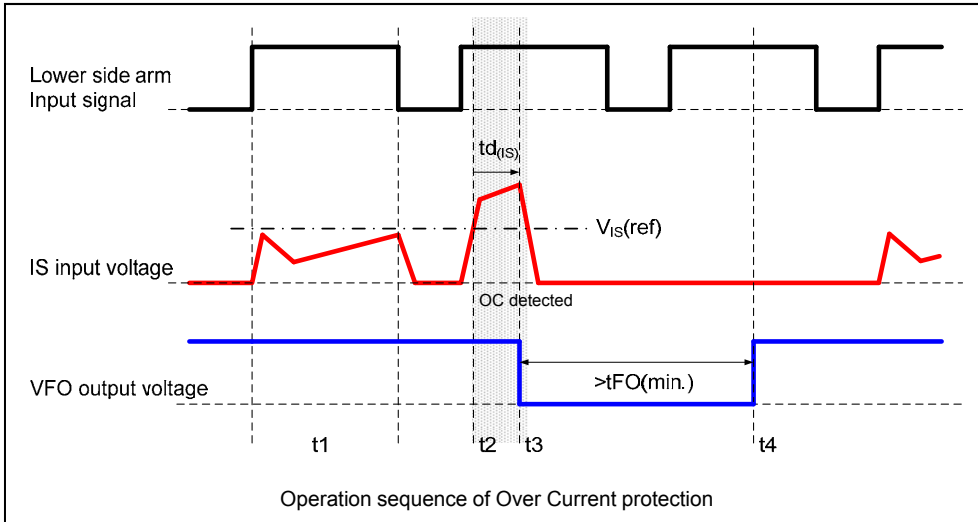 Lower side arm
Input signal
td(IS)
VIS(ref)
IS input voltage
OC detected
VFO output voltage
>tFO(min.)
t1
t2
t3
t4
Operation sequence of Over Current protection